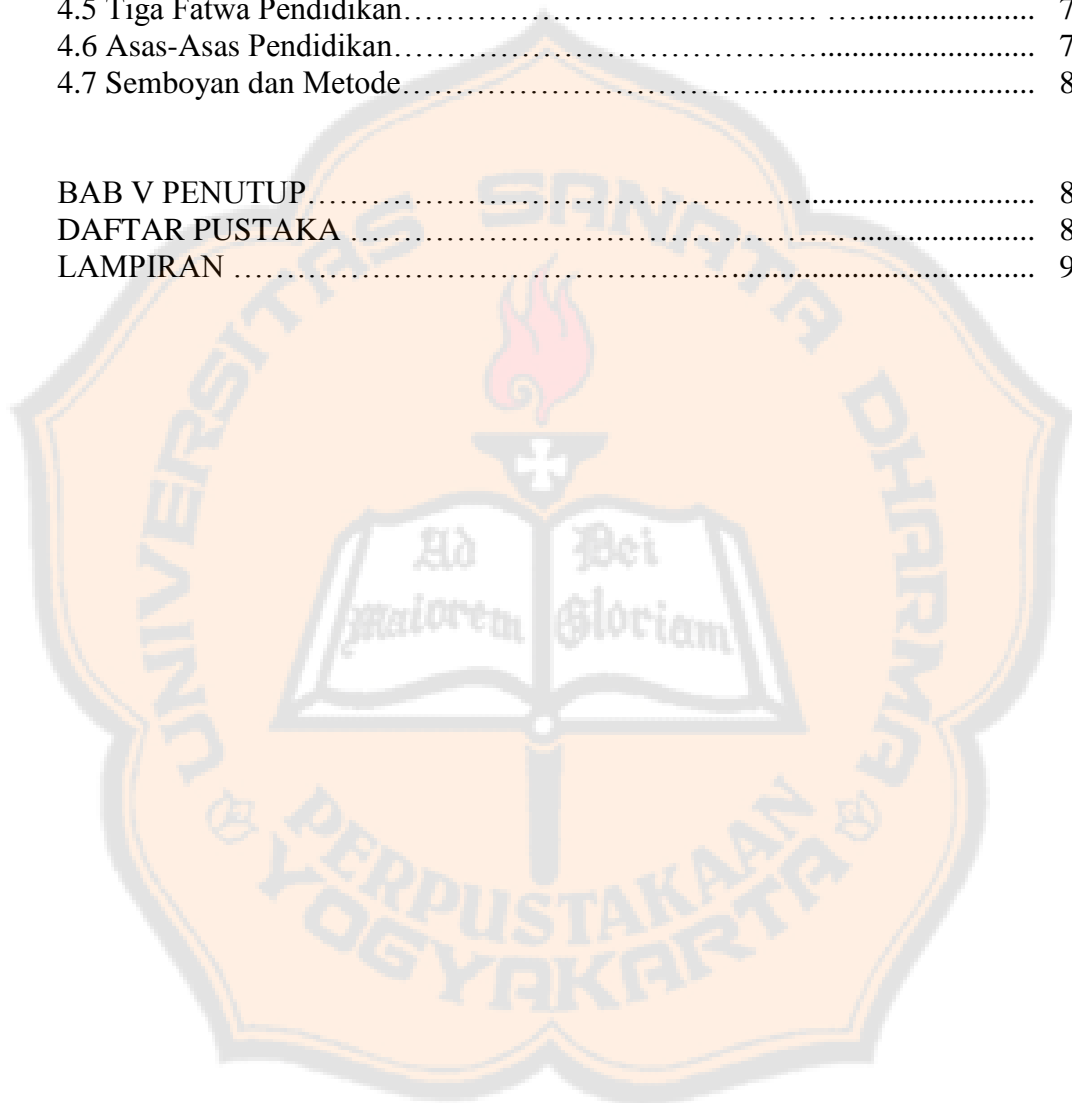 4.5 Tiga Fatwa Pendidikan…………………………………… ….................... 7
4.6 Asas-Asas Pendidikan……………………………………........................... 7
4.7 Semboyan dan Metode………………………………................................. 8
BAB V PENUTUP……………………………………………............................ 8
DAFTAR PUSTAKA ……………………………………………....................... 8
LAMPIRAN ……………………………………………..................................... 9
UNIVERSITAS SANATA DHARMA
Ad Dei
maiorem Gloriam
PERPUSTAKAAN
YOGYAKARTA